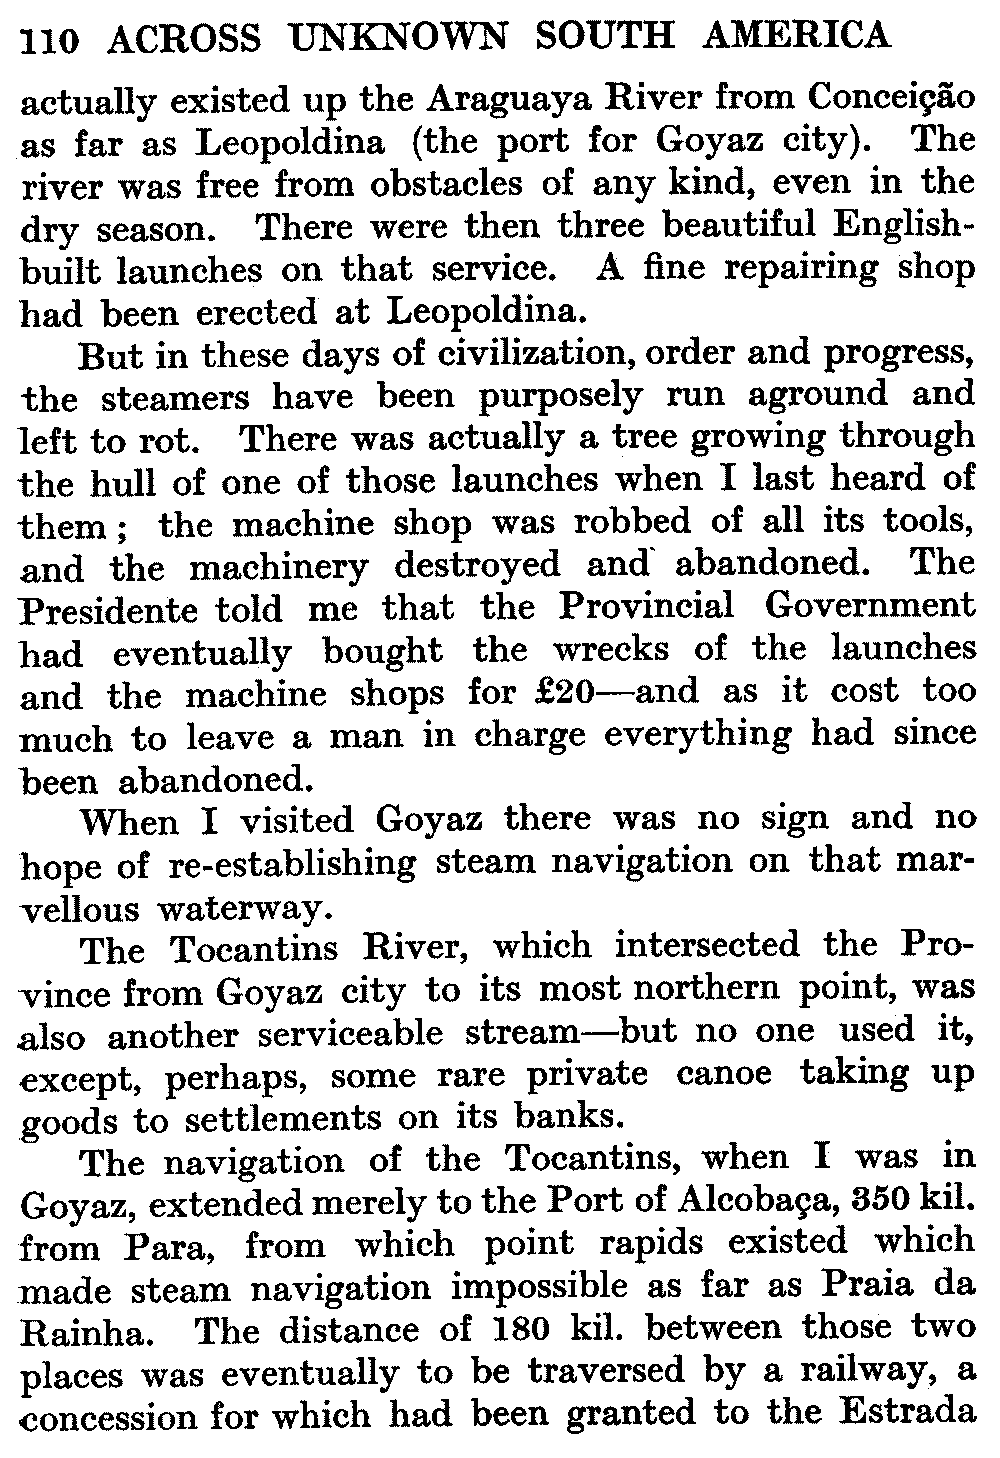 110 ACROSS UNKNOWN SOUTH AMERICA
actually existed up the Araguaya River from Conceição
as far as Leopoldina (the port for Goyaz city). The
river was free from obstacles of any kind, even in the
dry season. There were then three beautiful English-
built launches on that service. A fine repairing shop
had been erected at Leopoldina.
But in these days of civilization, order and progress,
the steamers have been purposely run aground and
left to rot. There was actually a tree growing through
the hull of one of those launches when I last heard of
them; the machine shop was robbed of all its tools,
and the machinery destroyed and abandoned. The
Presidente told me that the Provincial Government
had eventually bought the wrecks of the launches
and the machine shops for £20—and as it cost too
much to leave a man in charge everything had since
been abandoned.
When I visited Goyaz there was no sign and no
hope of re-establishing steam navigation on that mar-
vellous waterway.
The Tocantins River, which intersected the Pro-
vince from Goyaz city to its most northern point, was
also another serviceable stream—but no one used it,
except, perhaps, some rare private canoe taking up
goods to settlements on its banks.
The navigation of the Tocantins, when I was in
Goyaz, extended merely to the Port of Alcobaça, 350 kil.
from Para, from which point rapids existed which
made steam navigation impossible as far as Praia da
Rainha. The distance of 180 kil. between those two
places was eventually to be traversed by a railway, a
concession for which had been granted to the Estrada